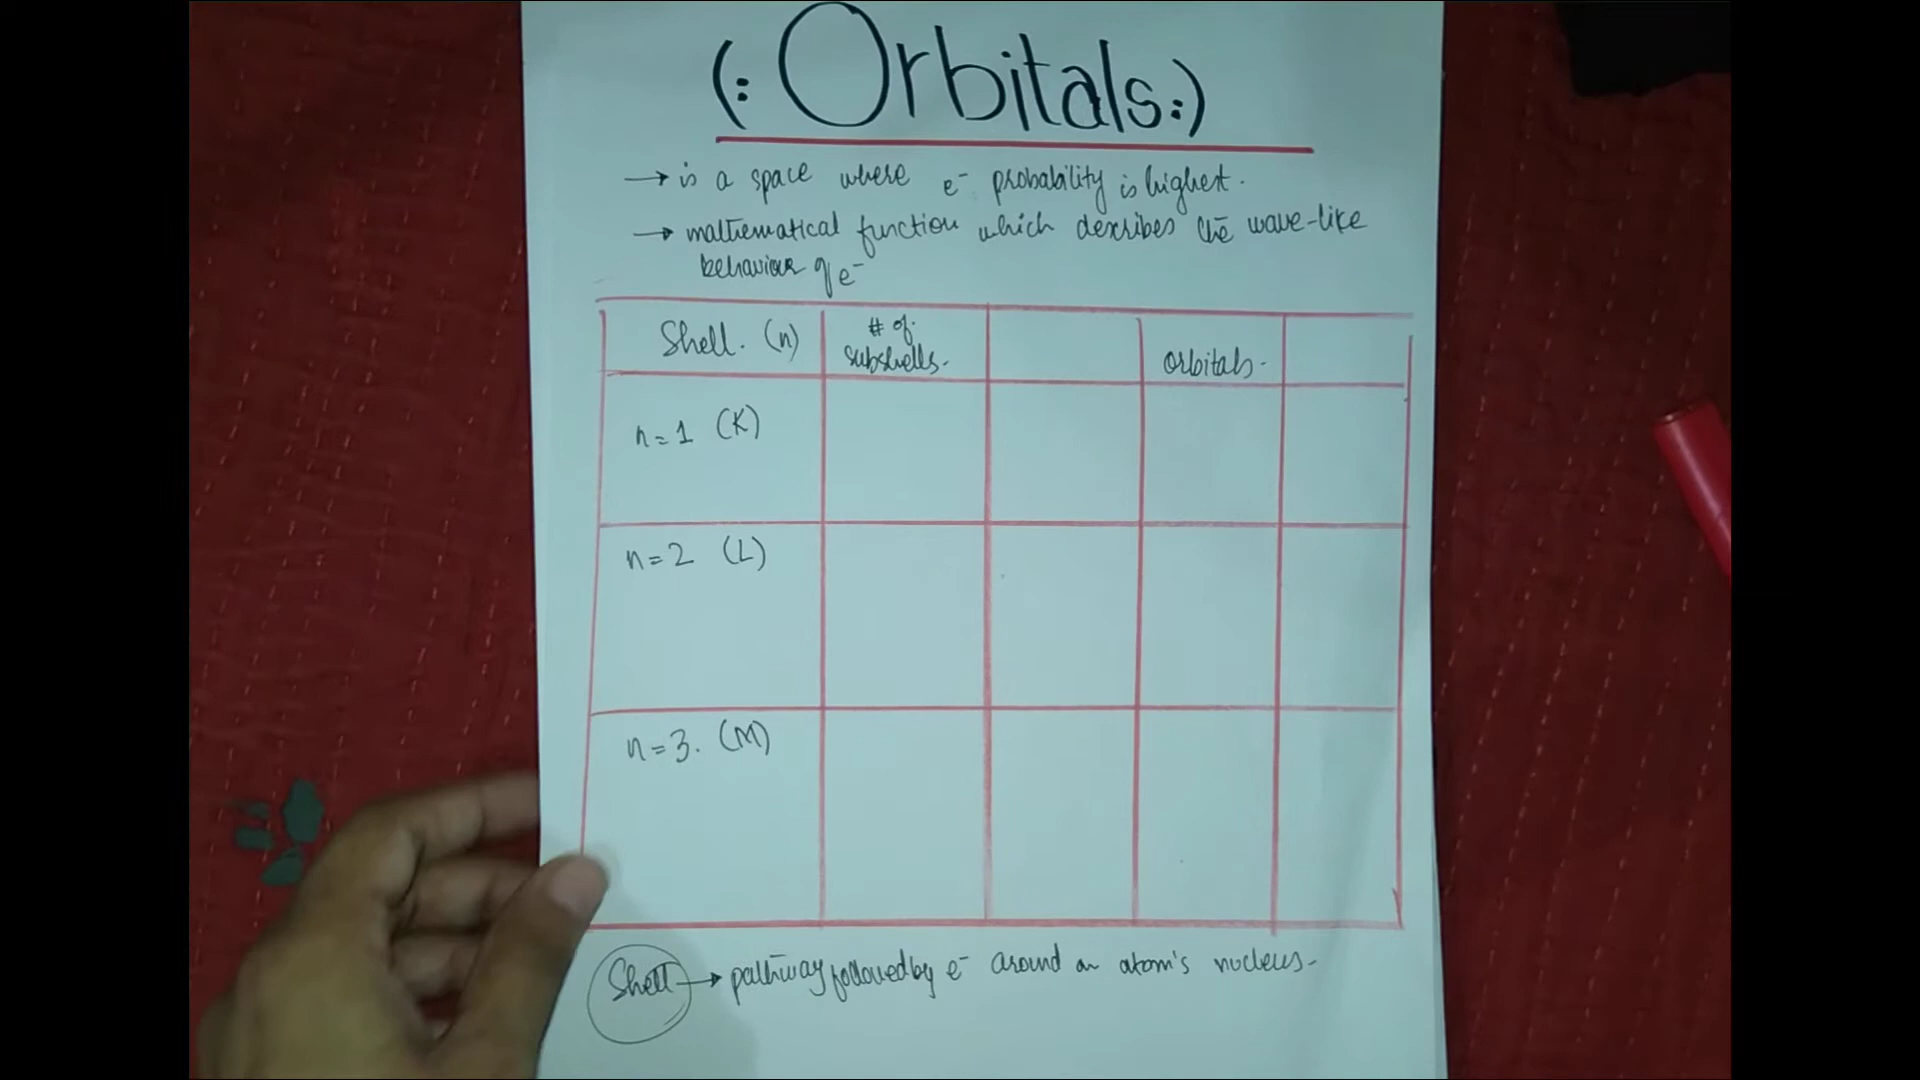 (: Orbitals :)
→ is a space where e⁻ probability is highest.
→ mathematical function which describes the wave-like
behaviour of e⁻
Shell. (n)
# of
subshells.
orbitals.
n=1 (K)
n=2 (L)
n=3. (M)
Shell → pathway followed by e⁻ around an atom's nucleus.